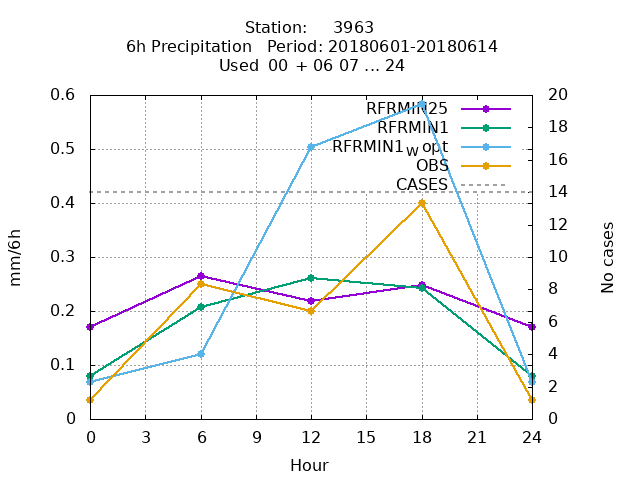 Station: 3963
6h Precipitation Period: 20180601-20180614
Used 00 + 06 07 ... 24
0.6
0.5
0.4
0.3
0.2
0.1
0
mm/6h
RFRMIN25
RFRMIN1
RFRMIN1w opt
OBS
CASES
20
18
16
14
12
10
8
6
4
2
0
No cases
0 3 6 9 12 15 18 21 24
Hour